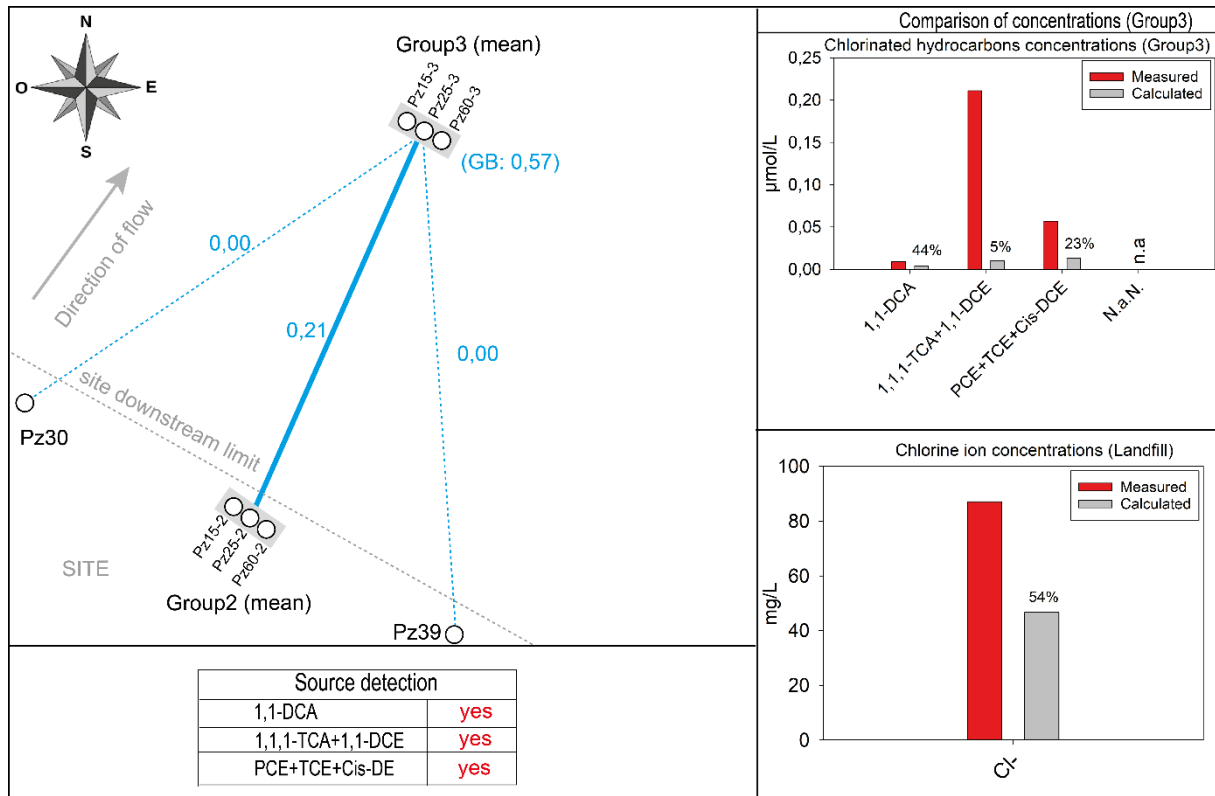 N
O
E
S
Direction of flow
Group3 (mean)
Pz15-3
Pz25-3
Pz60-3
(GB: 0,57)
0,00
0,21
0,00
Pz30
site downstream limit
SITE
Pz15-2
Pz25-2
Pz60-2
Group2 (mean)
Pz39
Source detection
1,1-DCA yes
1,1,1-TCA+1,1-DCE yes
PCE+TCE+Cis-DE yes
Comparison of concentrations (Group3)
Chlorinated hydrocarbons concentrations (Group3)
0,25
0,20
0,15
0,10
0,05
0,00
µmol/L
Measured
Calculated
44%
5%
23%
n.a
1,1-DCA
1,1,1-TCA+1,1-DCE
PCE+TCE+Cis-DCE
N.a.N.
Chlorine ion concentrations (Landfill)
100
80
60
40
20
0
mg/L
Measured
Calculated
54%
Cl-